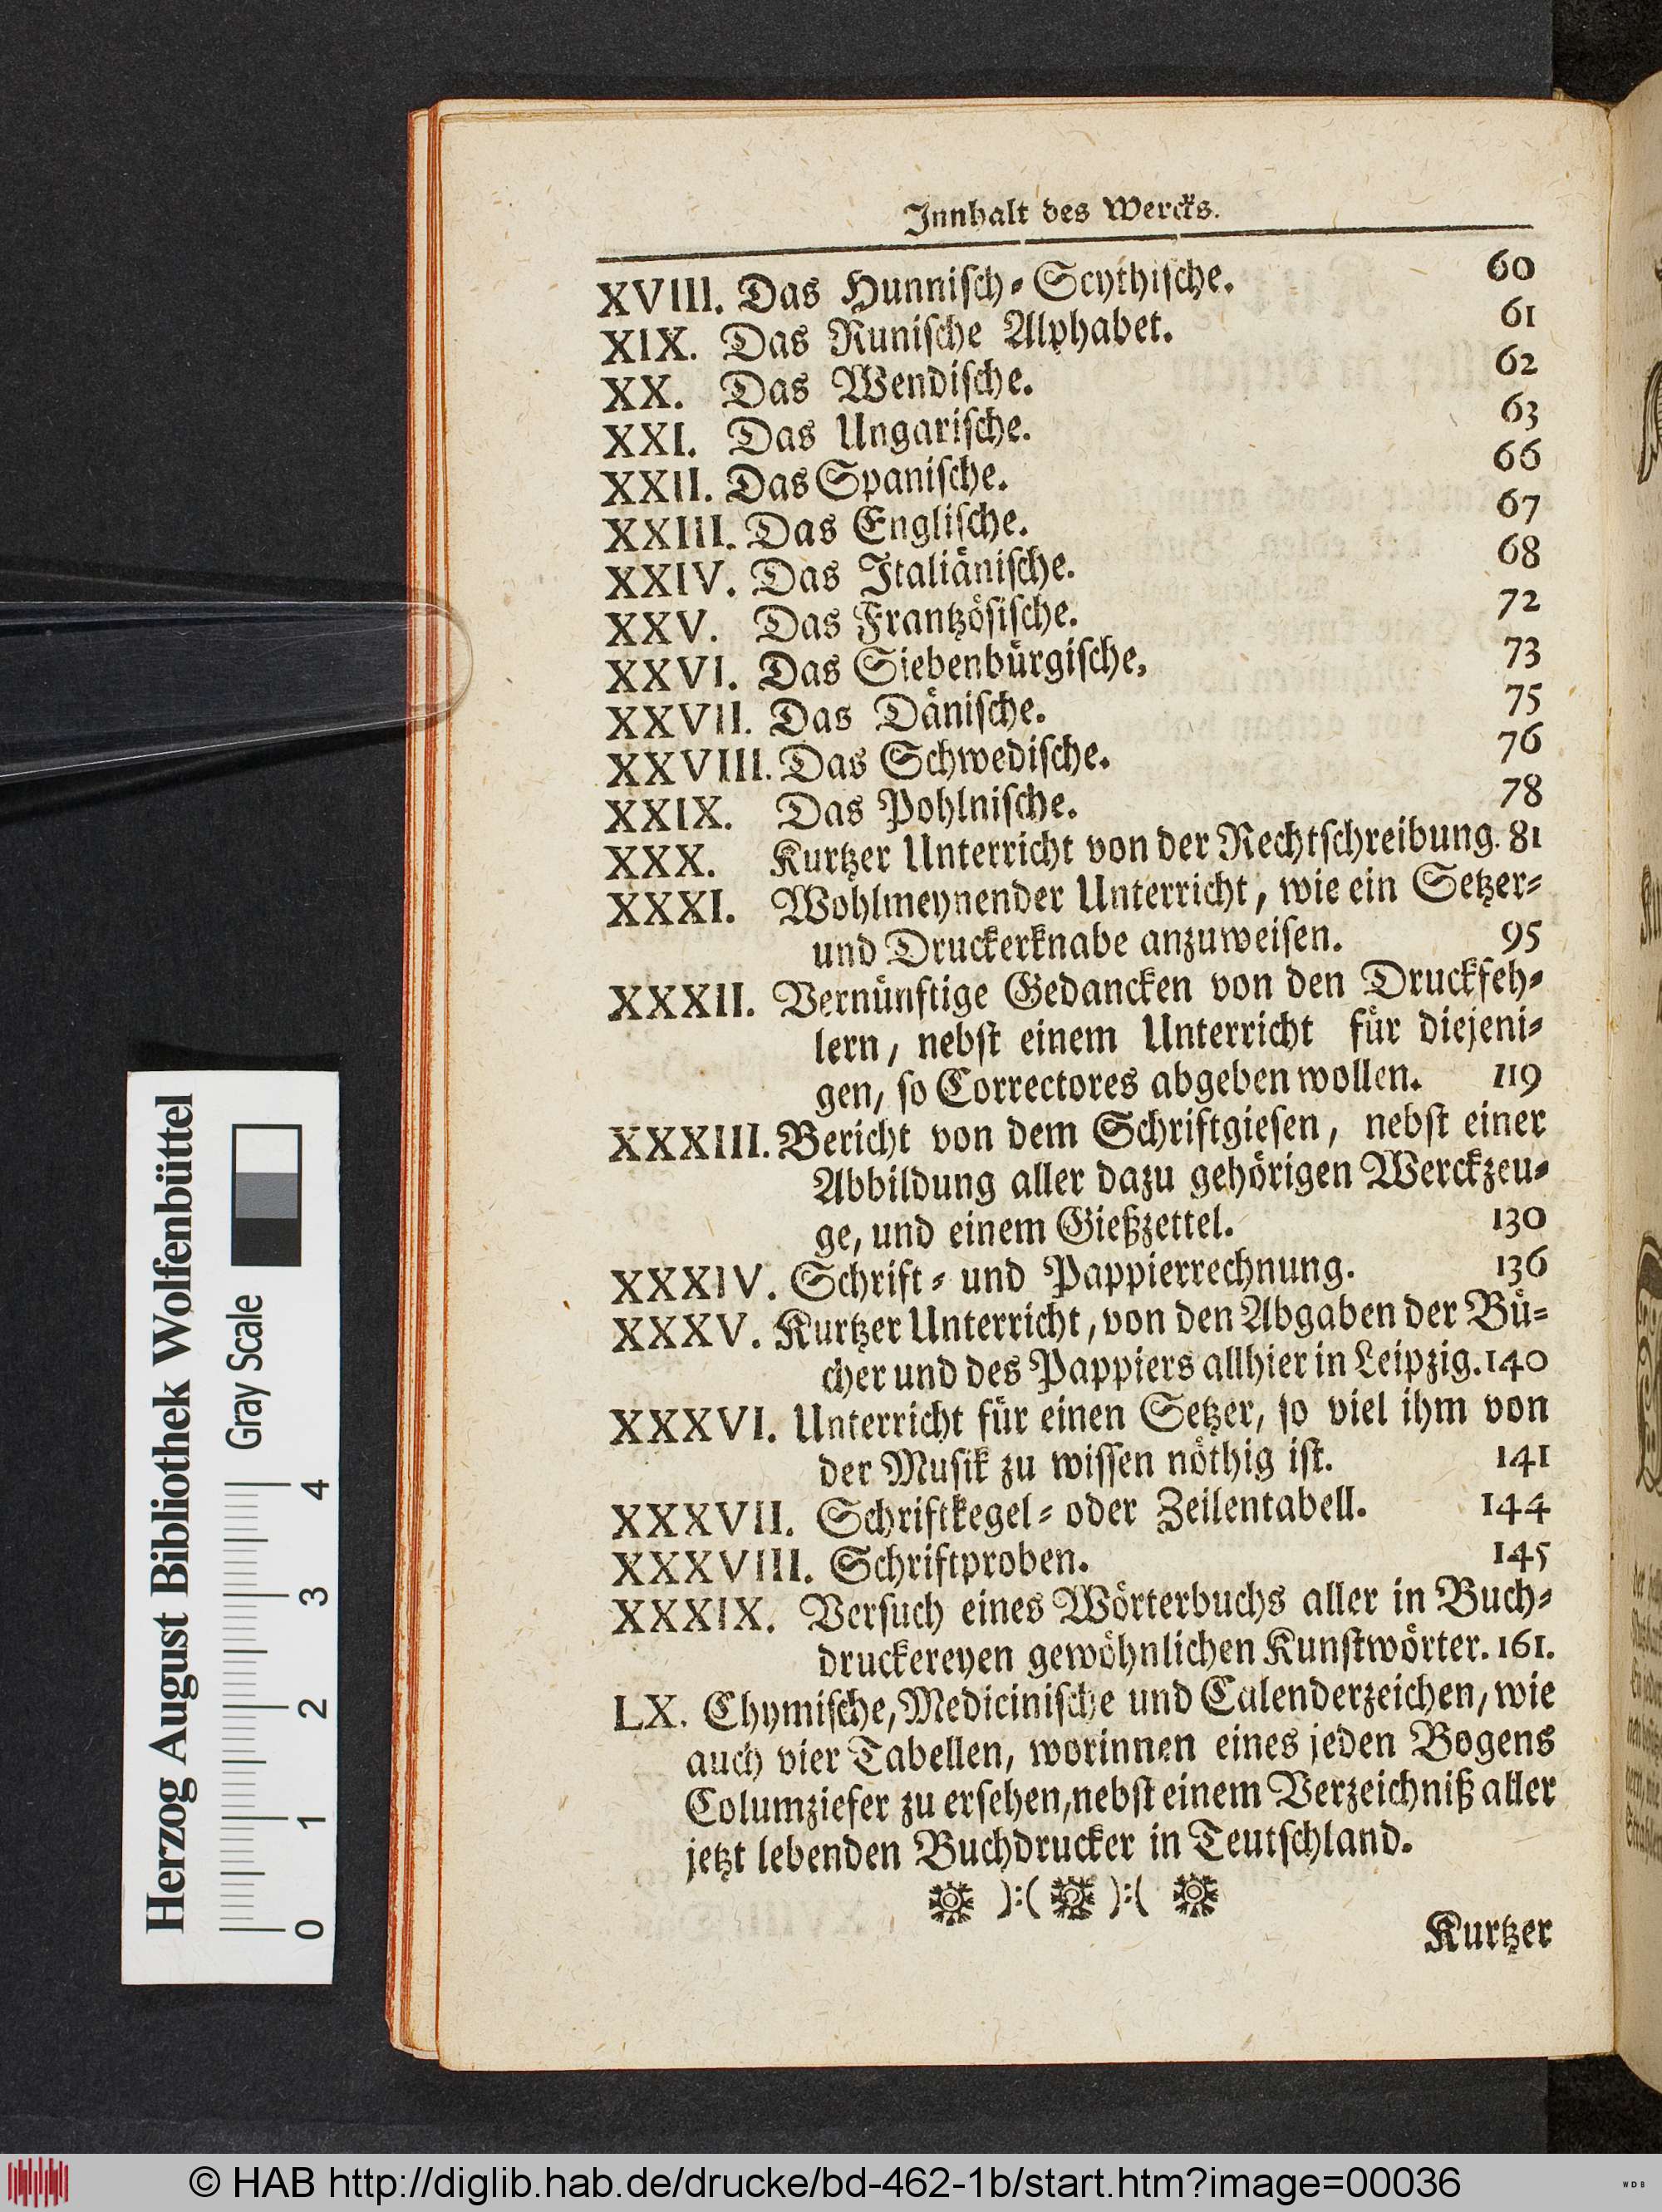 Innhalt des Wercks.
XVIII. Das Hunnisch-Scythische. 60
XIX. Das Runische Alphabet. 61
XX. Das Wendische. 62
XXI. Das Ungarische. 63
XXII. Das Spanische. 66
XXIII. Das Englische. 67
XXIV. Das Italiänische. 68
XXV. Das Frantzösische. 72
XXVI. Das Siebenbürgische, 73
XXVII. Das Dänische. 75
XXVIII. Das Schwedische. 76
XXIX. Das Pohlnische. 78
XXX. Kurtzer Unterricht von der Rechtschreibung. 81
XXXI. Wohlmeynender Unterricht, wie ein Setzer-
und Druckerknabe anzuweisen. 95
XXXII. Vernünftige Gedancken von den Druckfeh-
lern, nebst einem Unterricht für diejeni-
gen, so Correctores abgeben wollen. 119
XXXIII. Bericht von dem Schriftgiesen, nebst einer
Abbildung aller dazu gehörigen Werckzeu-
ge, und einem Gießzettel. 130
XXXIV. Schrift- und Pappierrechnung. 136
XXXV. Kurtzer Unterricht, von den Abgaben der Bü-
cher und des Pappiers allhier in Leipzig. 140
XXXVI. Unterricht für einen Setzer, so viel ihm von
der Musik zu wissen nöthig ist. 141
XXXVII. Schriftkegel- oder Zeilentabell. 144
XXXVIII. Schriftproben. 145
XXXIX. Versuch eines Wörterbuchs aller in Buch-
druckereyen gewöhnlichen Kunstwörter. 161.
LX. Chymische, Medicinische und Calenderzeichen, wie
auch vier Tabellen, worinnen eines jeden Bogens
Columziefer zu ersehen, nebst einem Verzeichniß aller
jetzt lebenden Buchdrucker in Teutschland.
):( ):(
Kurtzer
Herzog August Bibliothek Wolfenbüttel
Gray Scale
0 1 2 3 4
© HAB http://diglib.hab.de/drucke/bd-462-1b/start.htm?image=00036
WDB